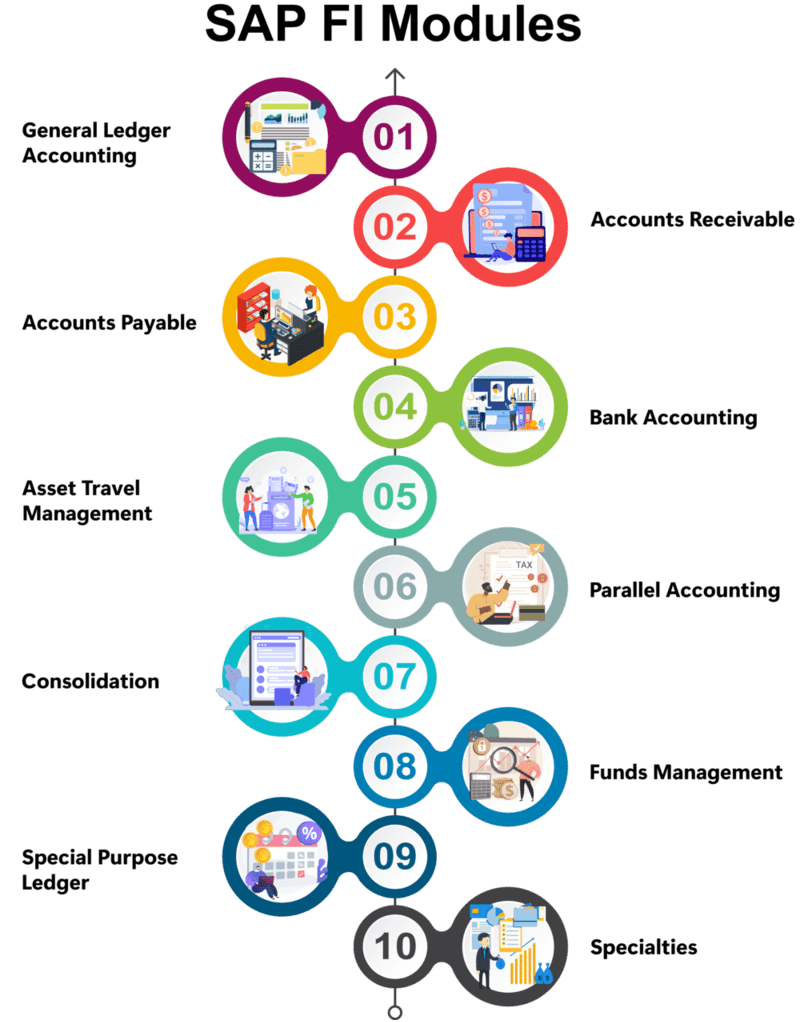 SAP FI Modules
General Ledger
Accounting
01
02
Accounts Receivable
Accounts Payable
03
04
Bank Accounting
Asset Travel
Management
05
06
TAX
Parallel Accounting
Consolidation
07
08
Funds Management
Special Purpose
Ledger
%
09
10
Specialties